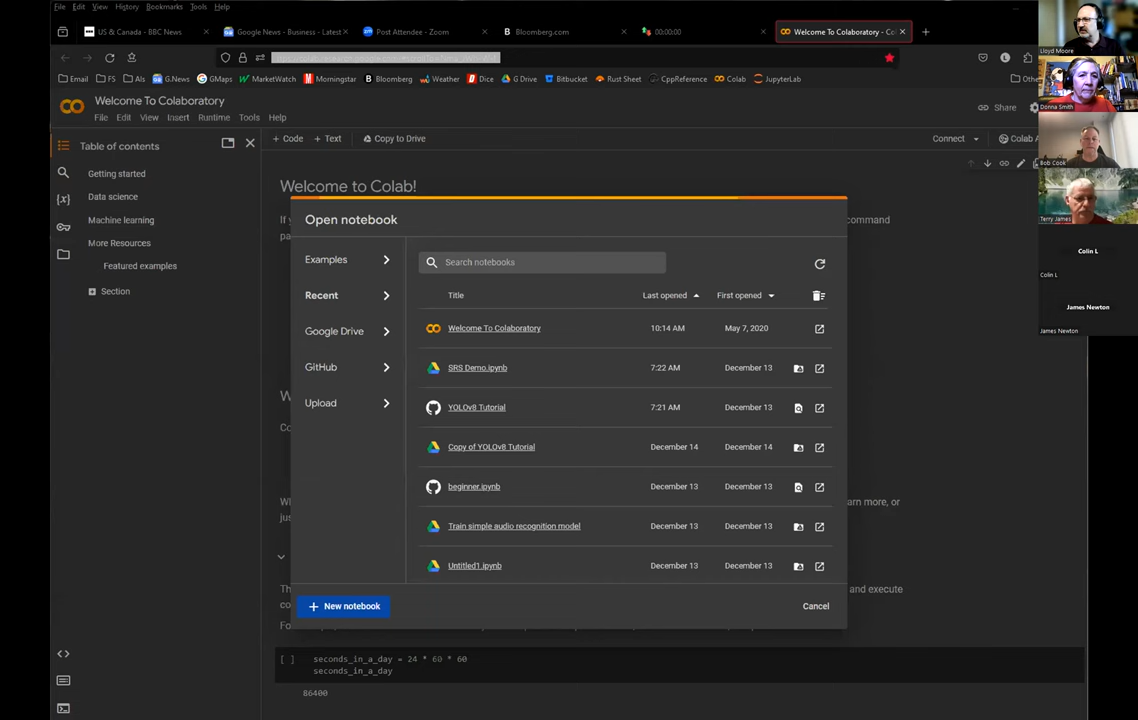 File Edit View History Bookmarks Tools Help
US & Canada - BBC News
Google News - Business - Latest
Post Attendee - Zoom
Bloomberg.com
00:00:00
Welcome To Colaboratory - Co
Email FS AIs G.News GMaps MarketWatch Morningstar Bloomberg Weather Dice G Drive Bitbucket Rust Sheet CppReference Colab JupyterLab
Welcome To Colaboratory
File Edit View Insert Runtime Tools Help
Share
Table of contents
Getting started
Data science
Machine learning
More Resources
Featured examples
Section
+ Code + Text Copy to Drive
Connect
Colab
Welcome to Colab!
command
Open notebook
Examples
Recent
Google Drive
GitHub
Upload
Search notebooks
Title Last opened First opened
Welcome To Colaboratory 10:14 AM May 7, 2020
SRS Demo.ipynb 7:22 AM December 13
YOLOv8 Tutorial 7:21 AM December 13
Copy of YOLOv8 Tutorial December 14 December 14
beginner.ipynb December 13 December 13
Train simple audio recognition model December 13 December 13
Untitled1.ipynb December 13 December 13
+ New notebook
Cancel
arn more, or
and execute
[ ] seconds_in_a_day = 24 * 60 * 60
seconds_in_a_day
86400
Lloyd Moore
Donna Smith
Bob Cook
Terry James
Colin L
Colin L
James Newton
James Newton